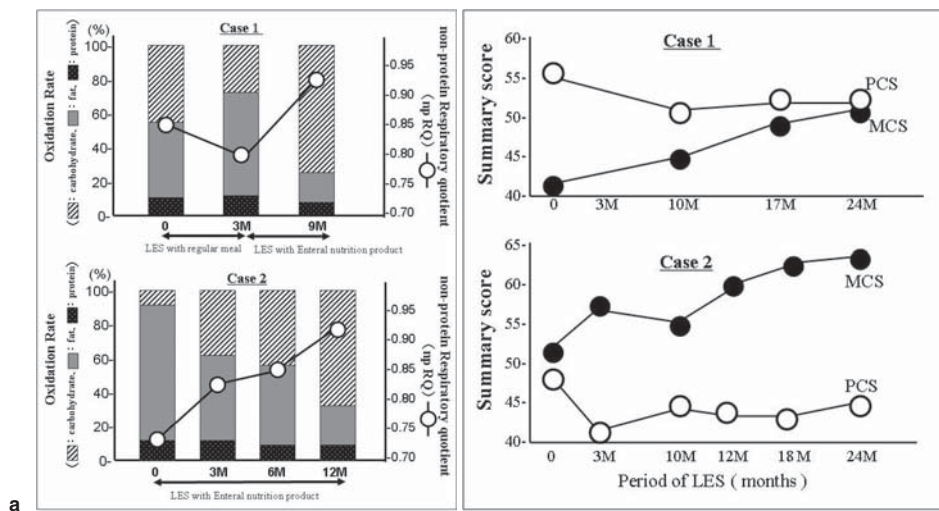 Case 1
(%)
100
80
60
40
20
0
Oxidation Rate
( : carbohydrate, : fat, : protein)
0.95
0.90
0.85
0.80
0.75
0.70
non-protein Respiratory quotient
( np RQ )
0 3M 9M
LES with regular meal LES with Enteral nutrition product
Case 2
(%)
100
80
60
40
20
0
Oxidation Rate
( : carbohydrate, : fat, : protein)
0.95
0.90
0.85
0.80
0.75
0.70
non-protein Respiratory quotient
( np RQ )
0 3M 6M 12M
LES with Enteral nutrition product
a
Case 1
60
55
50
45
40
Summary score
PCS
MCS
0 3M 10M 17M 24M
Case 2
65
60
55
50
45
40
Summary score
MCS
PCS
0 3M 10M 12M 18M 24M
Period of LES ( months )